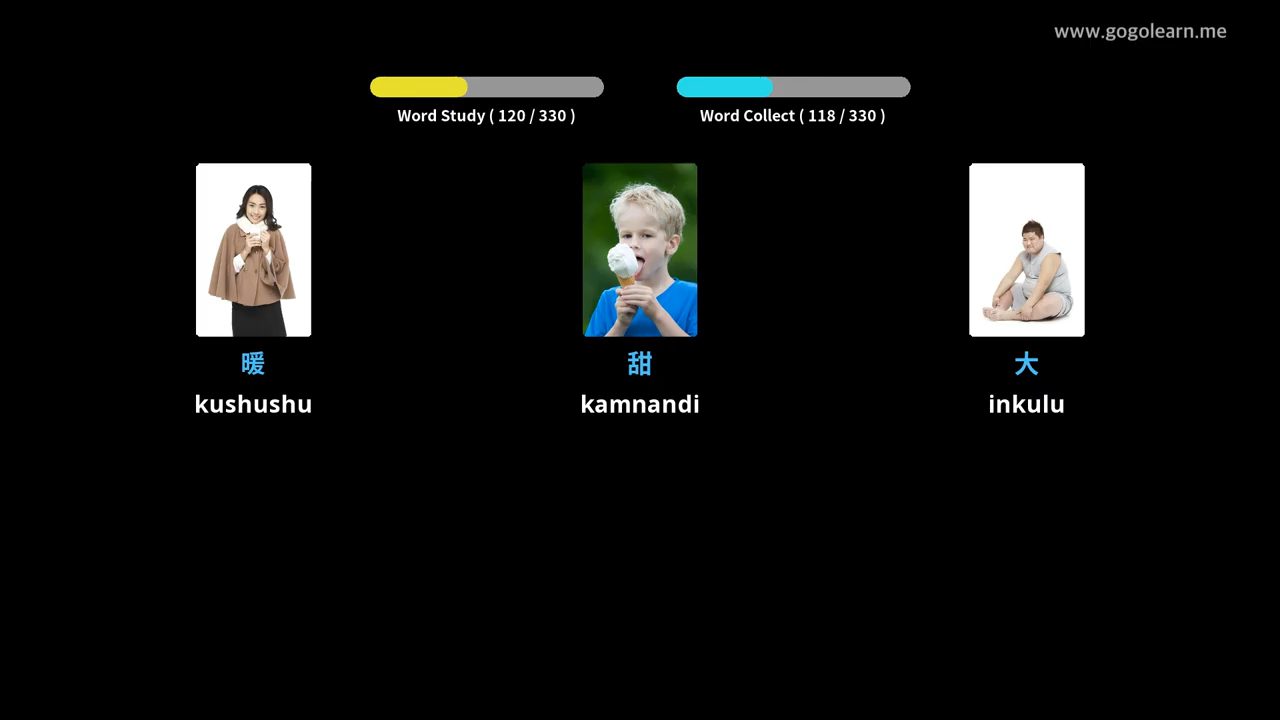 www.gogolearn.me
Word Study ( 120 / 330 )
Word Collect ( 118 / 330 )
暖
kushushu
甜
kamnandi
大
inkulu